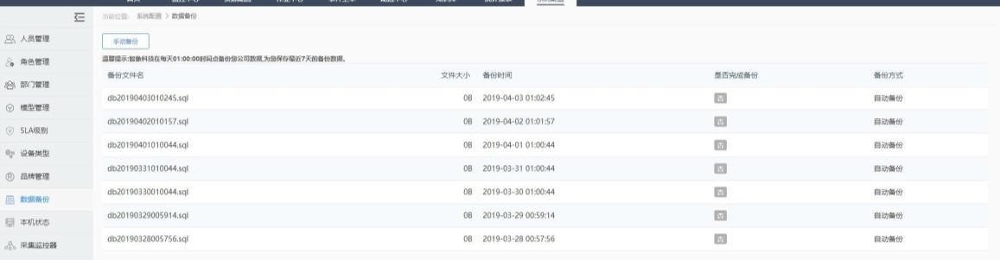 当前位置: 系统配置 > 数据备份
人员管理
角色管理
部门管理
模型管理
SLA级别
设备类型
品牌管理
数据备份
本机状态
采集监控器
手动备份
温馨提示:智象科技在每天01:00:00时间点备份您公司数据,为您保存最近7天的备份数据。
备份文件名 文件大小 备份时间 是否完成备份 备份方式
db20190403010245.sql 0B 2019-04-03 01:02:45 否 自动备份
db20190402010157.sql 0B 2019-04-02 01:01:57 否 自动备份
db20190401010044.sql 0B 2019-04-01 01:00:44 否 自动备份
db20190331010044.sql 0B 2019-03-31 01:00:44 否 自动备份
db20190330010044.sql 0B 2019-03-30 01:00:44 否 自动备份
db20190329005914.sql 0B 2019-03-29 00:59:14 否 自动备份
db20190328005756.sql 0B 2019-03-28 00:57:56 否 自动备份